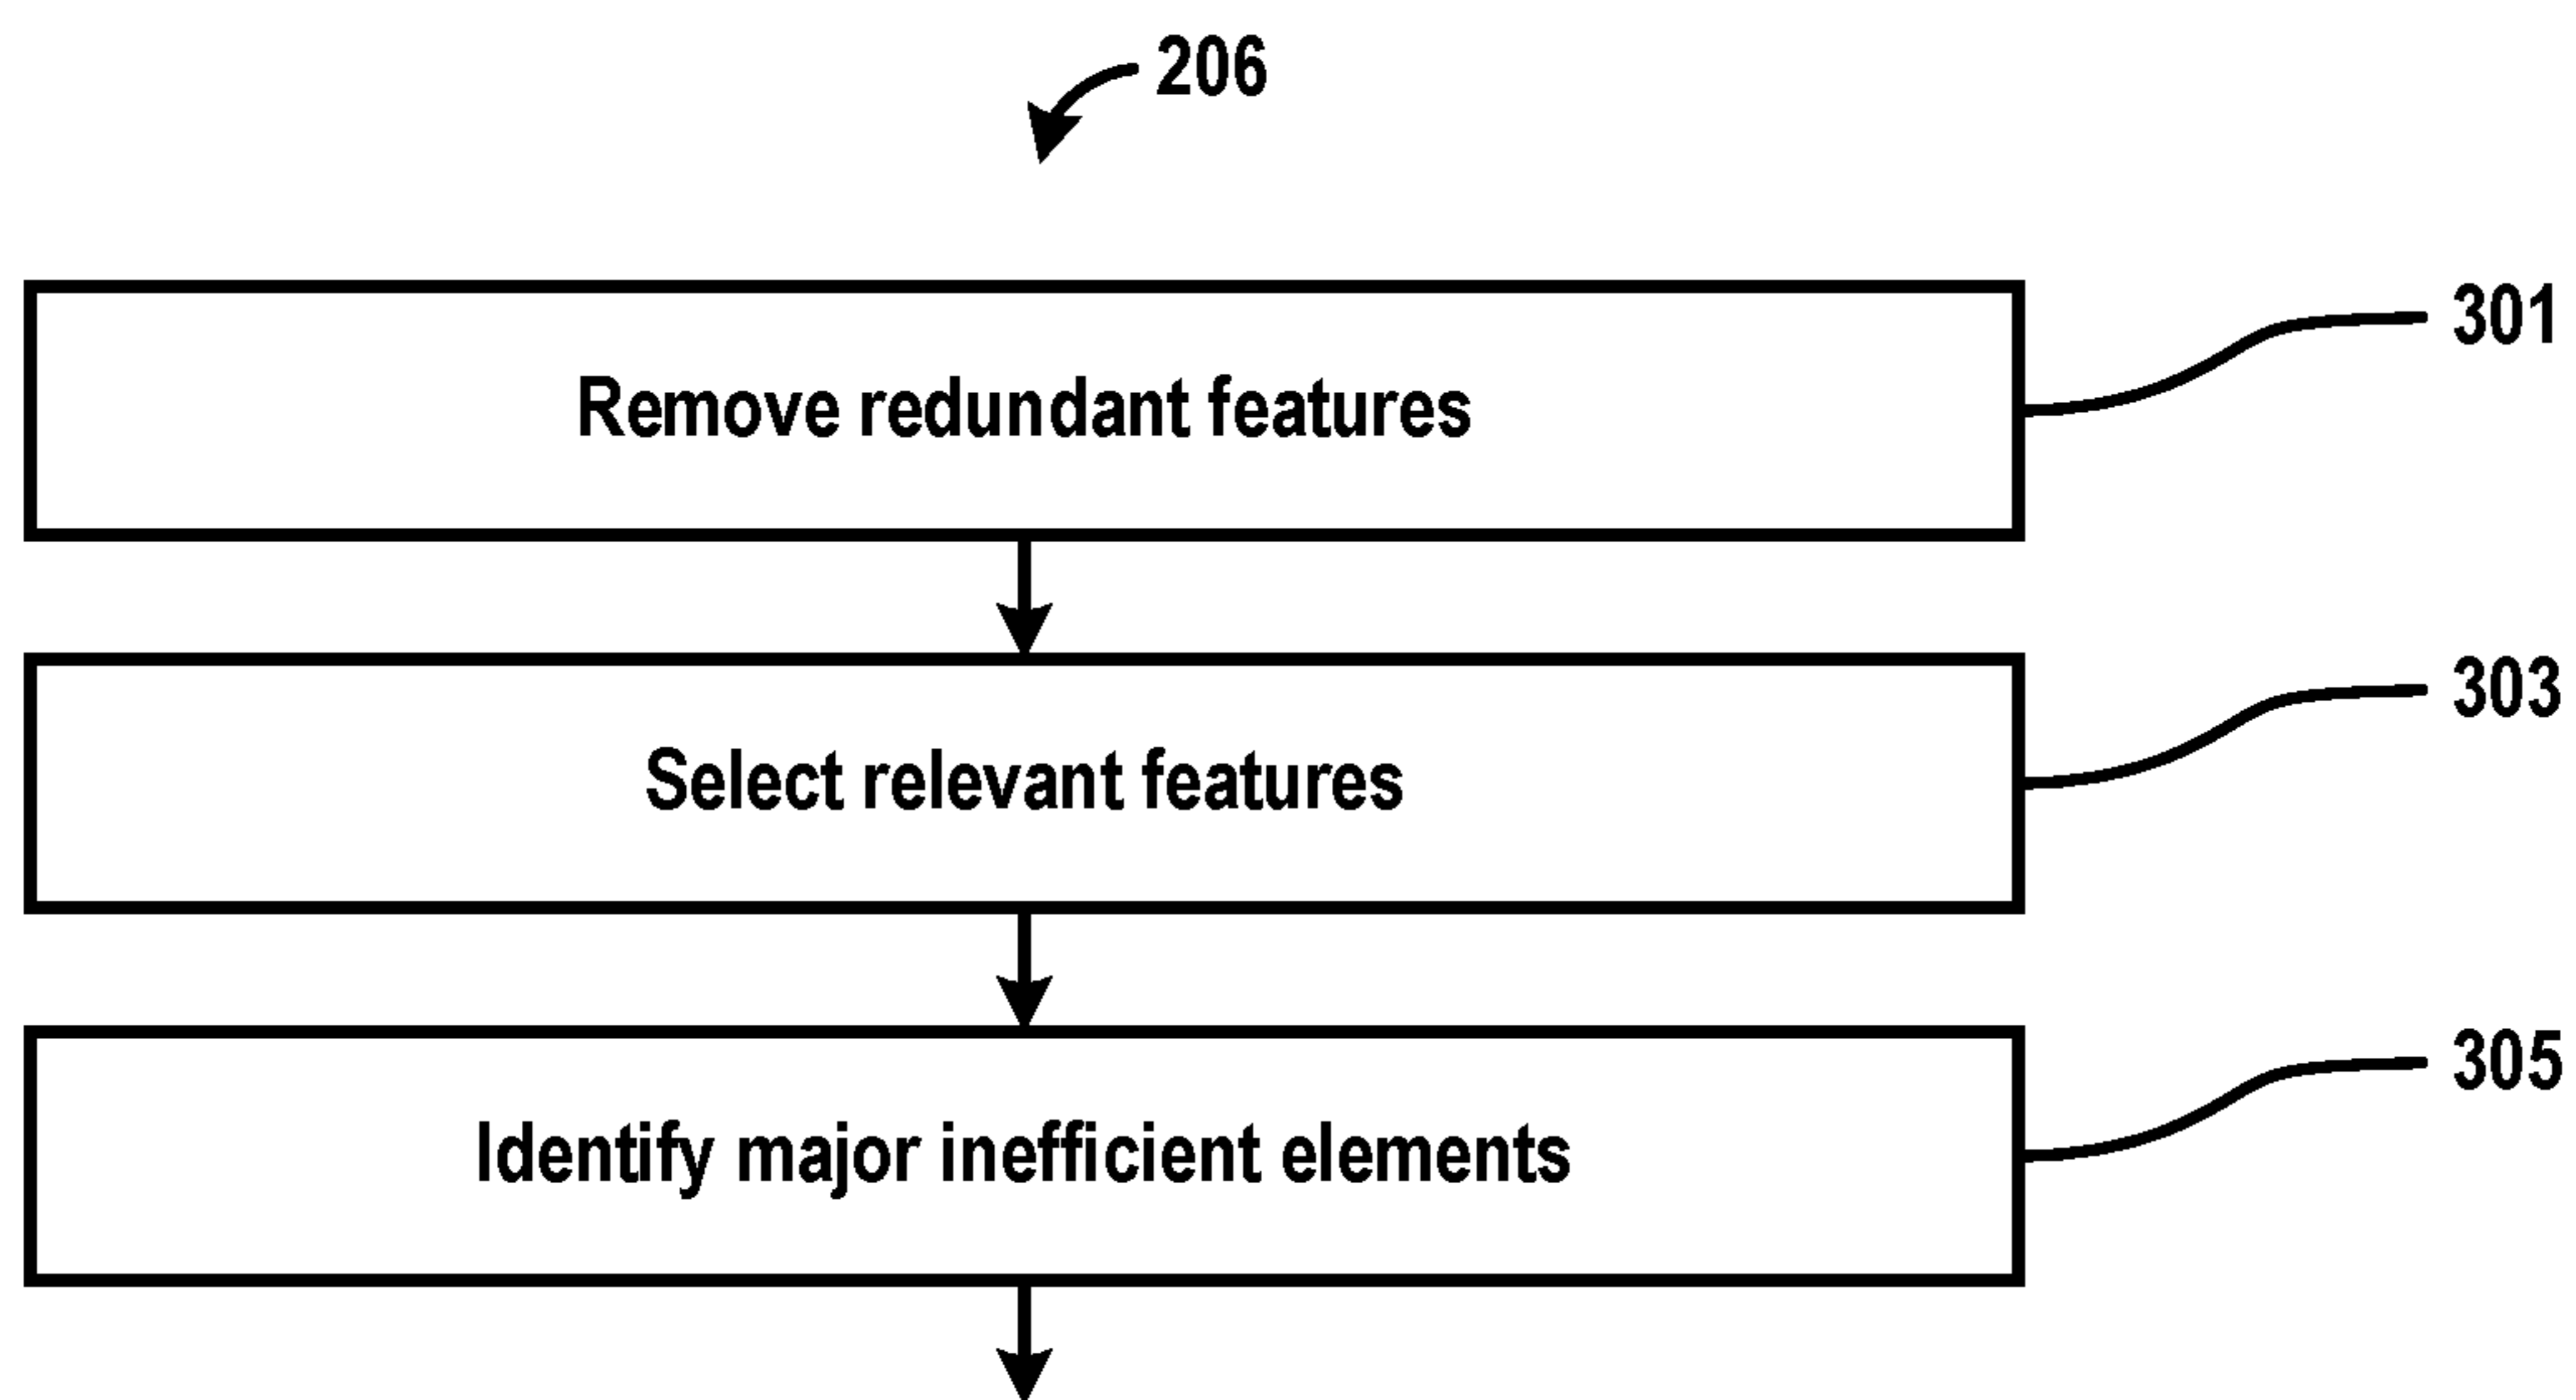 206
Remove redundant features
301
Select relevant features
303
Identify major inefficient elements
305